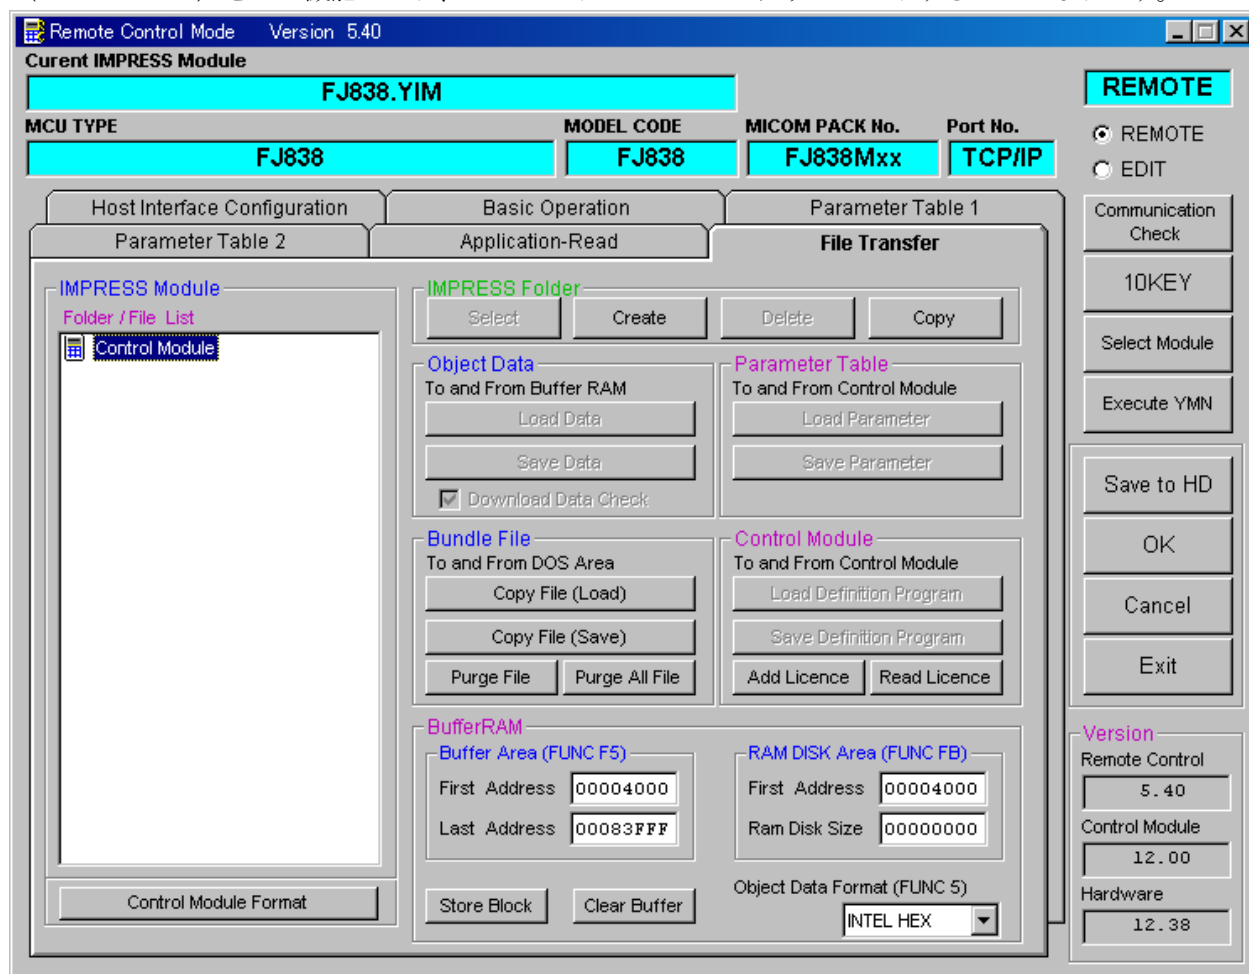 Remote Control Mode Version 5.40
Curent IMPRESS Module
FJ838.YIM
REMOTE
MCU TYPE MODEL CODE MICOM PACK No. Port No.
FJ838 FJ838 FJ838Mxx TCP/IP
REMOTE
EDIT
Host Interface Configuration Basic Operation Parameter Table 1
Parameter Table 2 Application-Read File Transfer
Communication
Check
10KEY
Select Module
Execute YMN
Save to HD
OK
Cancel
Exit
IMPRESS Module
Folder / File List
Control Module
Control Module Format
IMPRESS Folder
Select Create Delete Copy
Object Data
To and From Buffer RAM
Load Data
Save Data
Download Data Check
Parameter Table
To and From Control Module
Load Parameter
Save Parameter
Bundle File
To and From DOS Area
Copy File (Load)
Copy File (Save)
Purge File Purge All File
Control Module
To and From Control Module
Load Definition Program
Save Definition Program
Add Licence Read Licence
BufferRAM
Buffer Area (FUNC F5)
First Address 00004000
Last Address 00083FFF
RAM DISK Area (FUNC FB)
First Address 00004000
Ram Disk Size 00000000
Store Block Clear Buffer
Object Data Format (FUNC 5)
INTEL HEX
Version
Remote Control
5.40
Control Module
12.00
Hardware
12.38